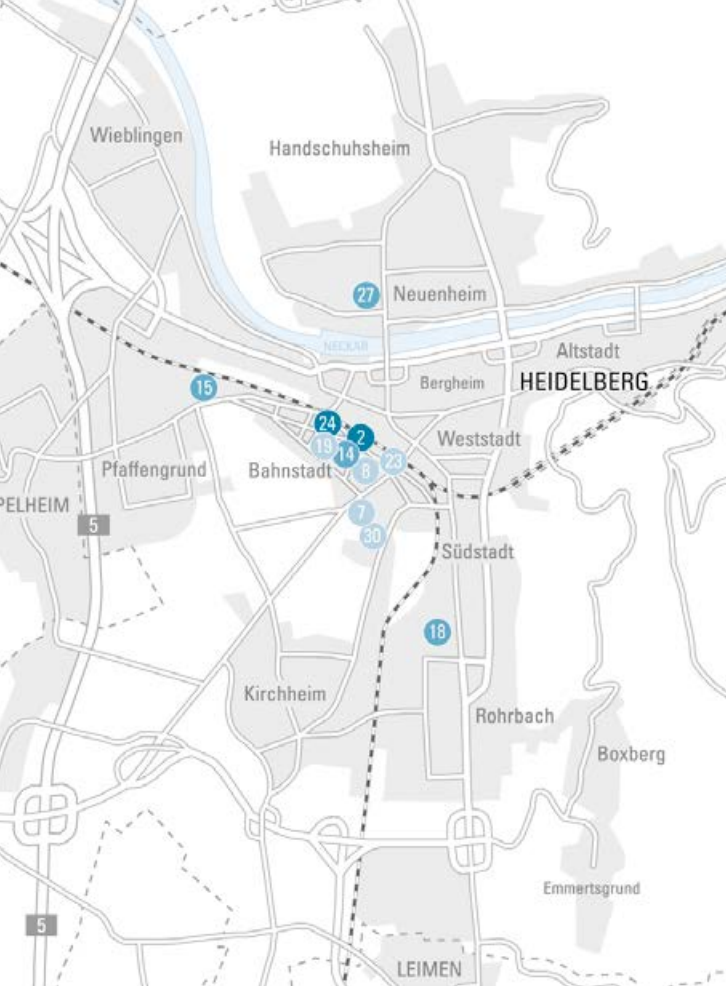 Wieblingen
Handschuhsheim
27
Neuenheim
NECKAR
Altstadt
15
Bergheim
HEIDELBERG
24
2
Weststadt
19
14
23
Pfaffengrund
Bahnstadt
8
PELHEIM
5
7
30
Südstadt
18
Kirchheim
Rohrbach
Boxberg
Emmertsgrund
5
LEIMEN